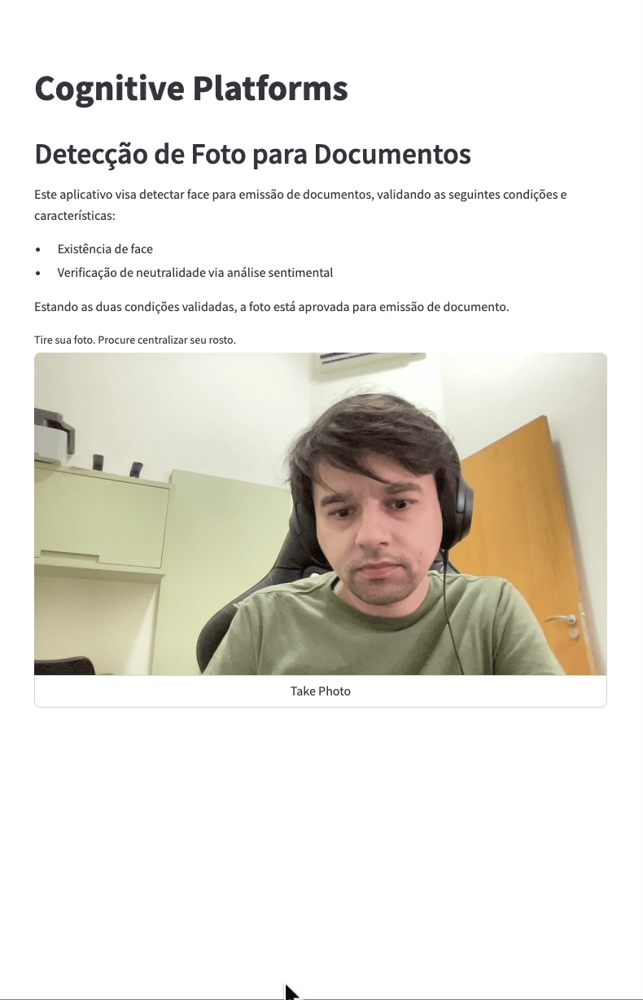 Cognitive Platforms
Detecção de Foto para Documentos
Este aplicativo visa detectar face para emissão de documentos, validando as seguintes condições e
características:
• Existência de face
• Verificação de neutralidade via análise sentimental
Estando as duas condições validadas, a foto está aprovada para emissão de documento.
Tire sua foto. Procure centralizar seu rosto.
Take Photo